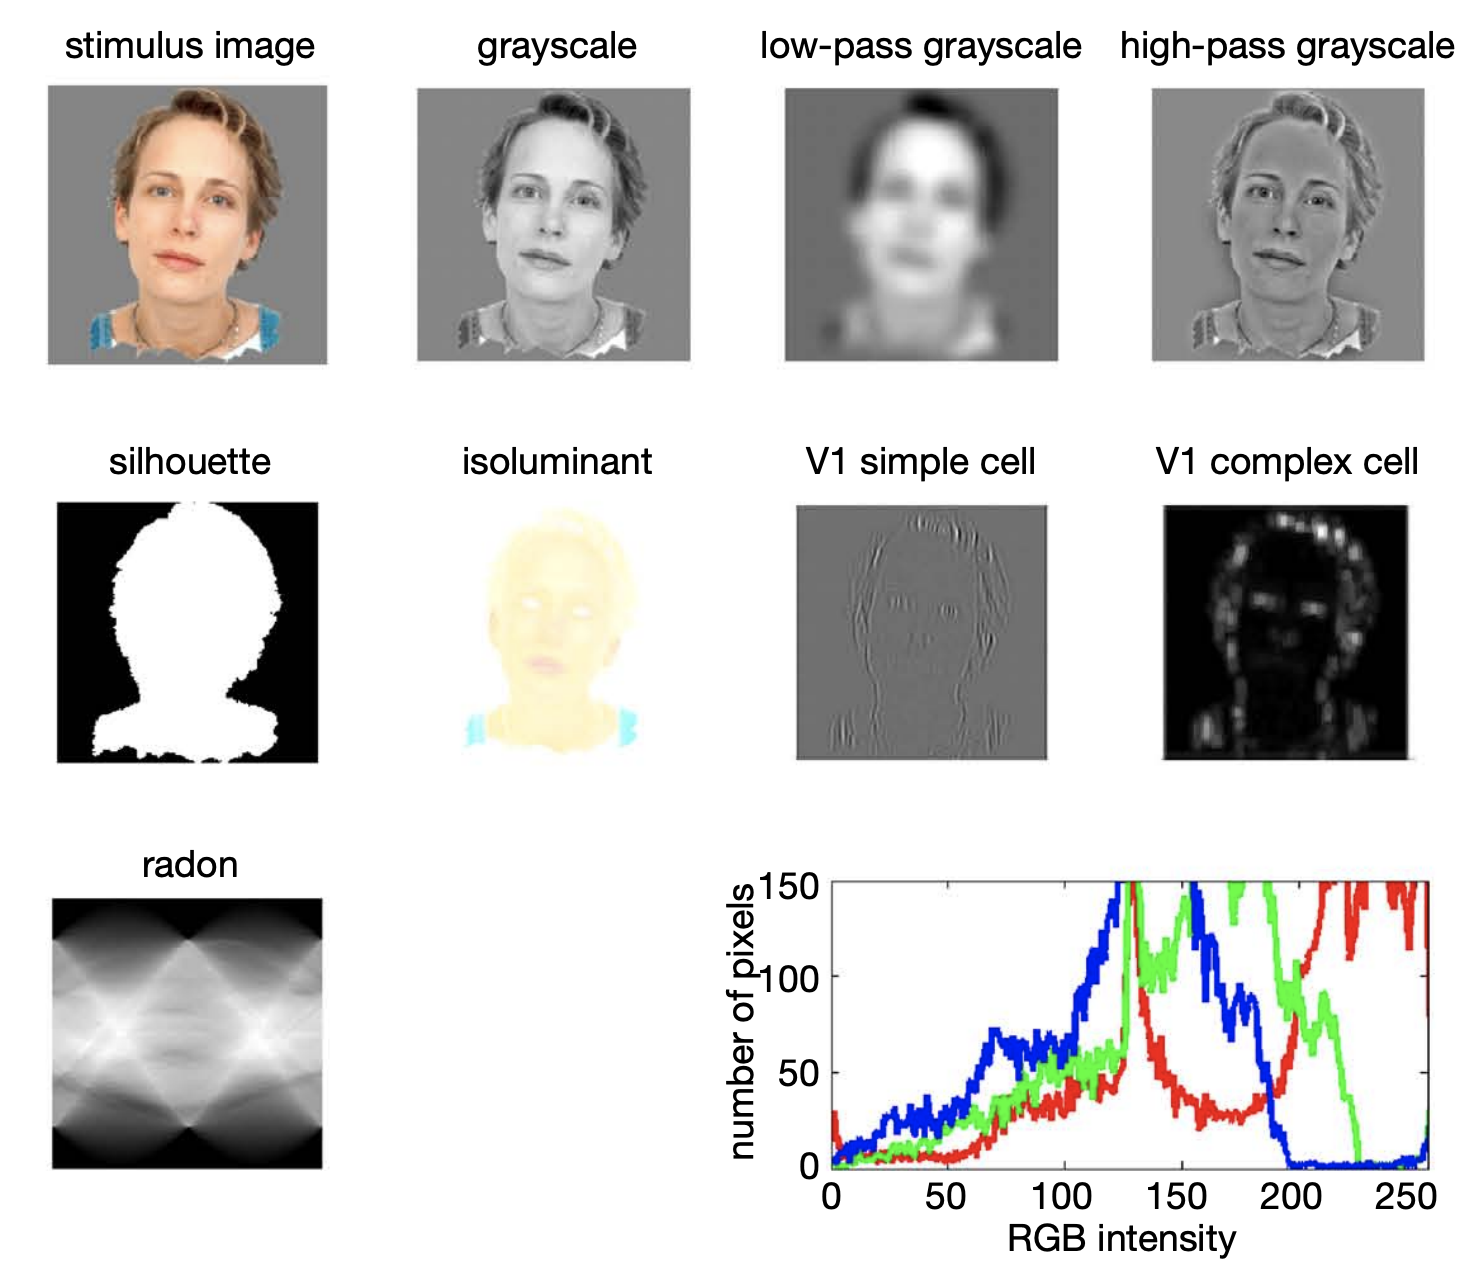 stimulus image
grayscale
low-pass grayscale
high-pass grayscale
silhouette
isoluminant
V1 simple cell
V1 complex cell
radon
number of pixels
150
100
50
0
0 50 100 150 200 250
RGB intensity